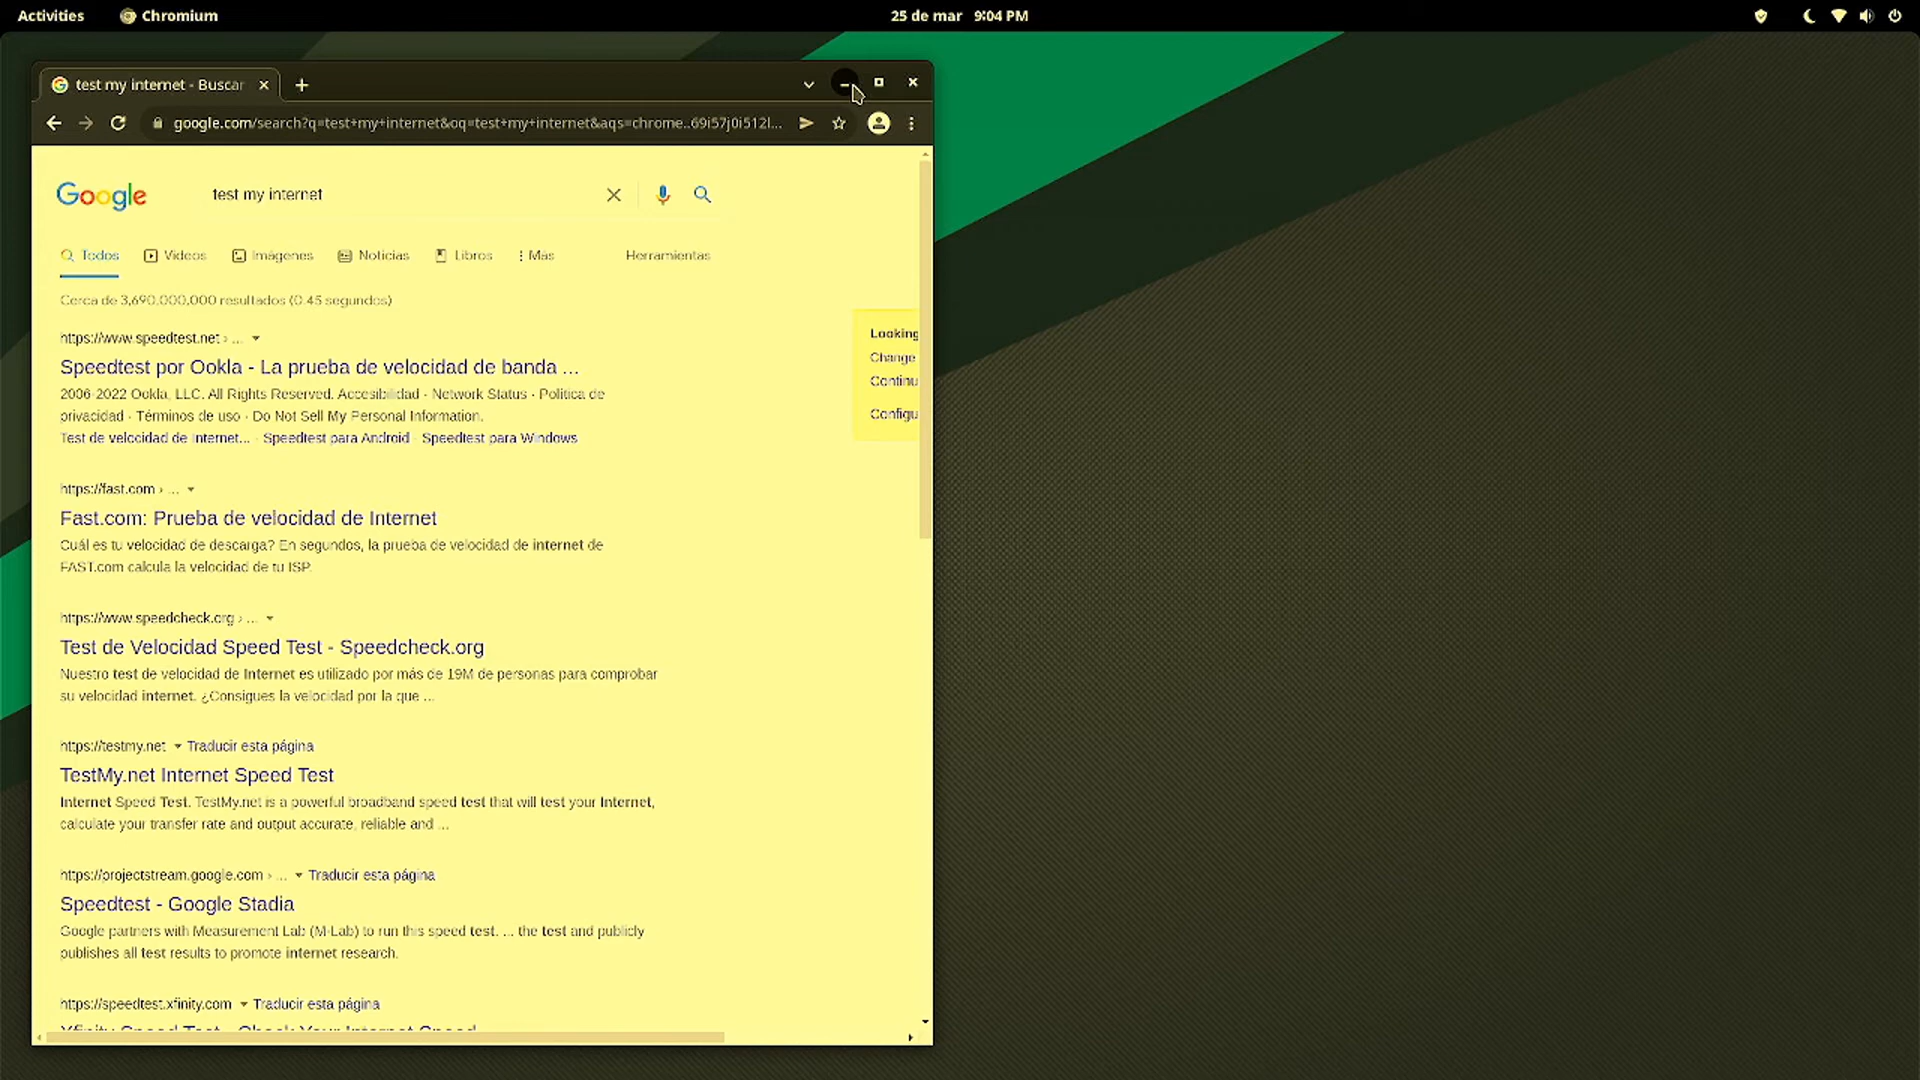 Activities Chromium 25 de mar 9:04 PM
test my internet - Buscar
google.com/search?q=test+my+internet&oq=test+my+internet&aqs=chrome..69i57j0i512l...
Google test my internet
Todos Videos Imágenes Noticias Libros Más Herramientas
Cerca de 3,690,000,000 resultados (0.45 segundos)
https://www.speedtest.net › ...
Speedtest por Ookla - La prueba de velocidad de banda ...
2006-2022 Ookla, LLC. All Rights Reserved. Accesibilidad · Network Status · Política de
privacidad · Términos de uso · Do Not Sell My Personal Information.
Test de velocidad de Internet... · Speedtest para Android · Speedtest para Windows
Looking
Change
Continu
Configu
https://fast.com › ...
Fast.com: Prueba de velocidad de Internet
Cuál es tu velocidad de descarga? En segundos, la prueba de velocidad de internet de
FAST.com calcula la velocidad de tu ISP.
https://www.speedcheck.org › ...
Test de Velocidad Speed Test - Speedcheck.org
Nuestro test de velocidad de Internet es utilizado por más de 19M de personas para comprobar
su velocidad internet. ¿Consigues la velocidad por la que ...
https://testmy.net Traducir esta página
TestMy.net Internet Speed Test
Internet Speed Test. TestMy.net is a powerful broadband speed test that will test your Internet,
calculate your transfer rate and output accurate, reliable and ...
https://projectstream.google.com › ... Traducir esta página
Speedtest - Google Stadia
Google partners with Measurement Lab (M-Lab) to run this speed test. ... the test and publicly
publishes all test results to promote internet research.
https://speedtest.xfinity.com Traducir esta página
Xfinity Speed Test - Check Your Internet Speed